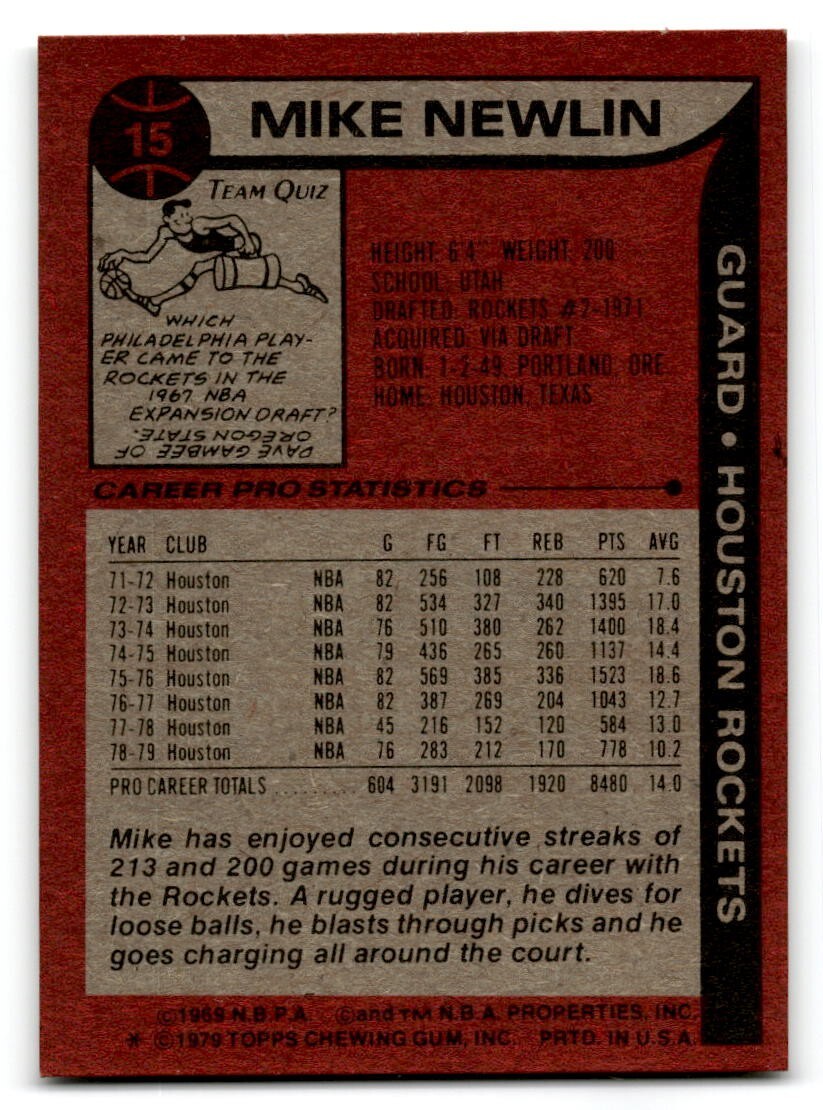 15
MIKE NEWLIN
TEAM QUIZ
WHICH
PHILADELPHIA PLAY-
ER CAME TO THE
ROCKETS IN THE
1967 NBA
EXPANSION DRAFT?
DAVE GAMBEE OF
OREGON STATE.
HEIGHT: 6'4" WEIGHT: 200
SCHOOL: UTAH
DRAFTED: ROCKETS #2-1971
ACQUIRED: VIA DRAFT
BORN: 1-2-49, PORTLAND, ORE.
HOME: HOUSTON, TEXAS
GUARD • HOUSTON ROCKETS
CAREER PRO STATISTICS
YEAR CLUB G FG FT REB PTS AVG
71-72 Houston NBA 82 256 108 228 620 7.6
72-73 Houston NBA 82 534 327 340 1395 17.0
73-74 Houston NBA 76 510 380 262 1400 18.4
74-75 Houston NBA 79 436 265 260 1137 14.4
75-76 Houston NBA 82 569 385 336 1523 18.6
76-77 Houston NBA 82 387 269 204 1043 12.7
77-78 Houston NBA 45 216 152 120 584 13.0
78-79 Houston NBA 76 283 212 170 778 10.2
PRO CAREER TOTALS ......... 604 3191 2098 1920 8480 14.0
Mike has enjoyed consecutive streaks of
213 and 200 games during his career with
the Rockets. A rugged player, he dives for
loose balls, he blasts through picks and he
goes charging all around the court.
©1969 N.B.P.A. ©and TM N.B.A. PROPERTIES, INC.
* ©1979 TOPPS CHEWING GUM, INC. PRTD. IN U.S.A.